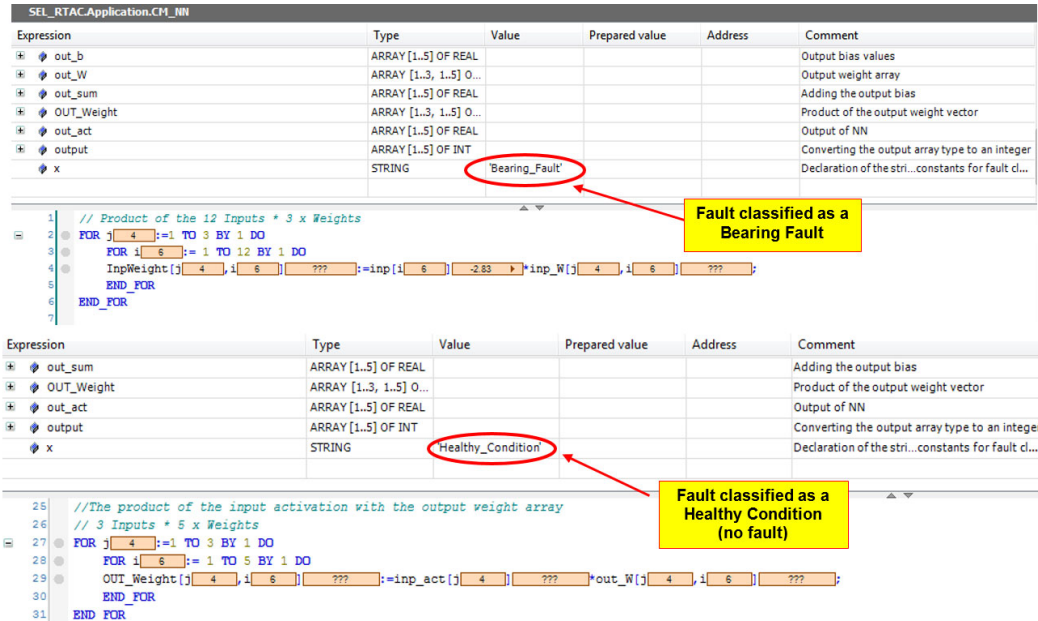 SEL_RTAC.Application.CM_NN
Expression Type Value Prepared value Address Comment
out_b ARRAY [1..5] OF REAL Output bias values
out_W ARRAY [1..3, 1..5] O... Output weight array
out_sum ARRAY [1..5] OF REAL Adding the output bias
OUT_Weight ARRAY [1..3, 1..5] O... Product of the output weight vector
out_act ARRAY [1..5] OF REAL Output of NN
output ARRAY [1..5] OF INT Converting the output array type to an integer
x STRING 'Bearing_Fault' Declaration of the stri...constants for fault cl...
Fault classified as a
Bearing Fault
1 // Product of the 12 Inputs * 3 x Weights
2 FOR j 4 :=1 TO 3 BY 1 DO
3 FOR i 6 := 1 TO 12 BY 1 DO
4 InpWeight[j 4 ,i 6 ] ??? :=inp[i 6 ] -2.83 *inp_W[j 4 ,i 6 ] ??? ;
5 END_FOR
6 END_FOR
7
Expression Type Value Prepared value Address Comment
out_sum ARRAY [1..5] OF REAL Adding the output bias
OUT_Weight ARRAY [1..3, 1..5] O... Product of the output weight vector
out_act ARRAY [1..5] OF REAL Output of NN
output ARRAY [1..5] OF INT Converting the output array type to an intege
x STRING 'Healthy_Condition' Declaration of the stri...constants for fault cl...
Fault classified as a
Healthy Condition
(no fault)
25 //The product of the input activation with the output weight array
26 // 3 Inputs * 5 x Weights
27 FOR j 4 :=1 TO 3 BY 1 DO
28 FOR i 6 := 1 TO 5 BY 1 DO
29 OUT_Weight[j 4 ,i 6 ] ??? :=inp_act[j 4 ] ??? *out_W[j 4 ,i 6 ] ??? ;
30 END_FOR
31 END_FOR